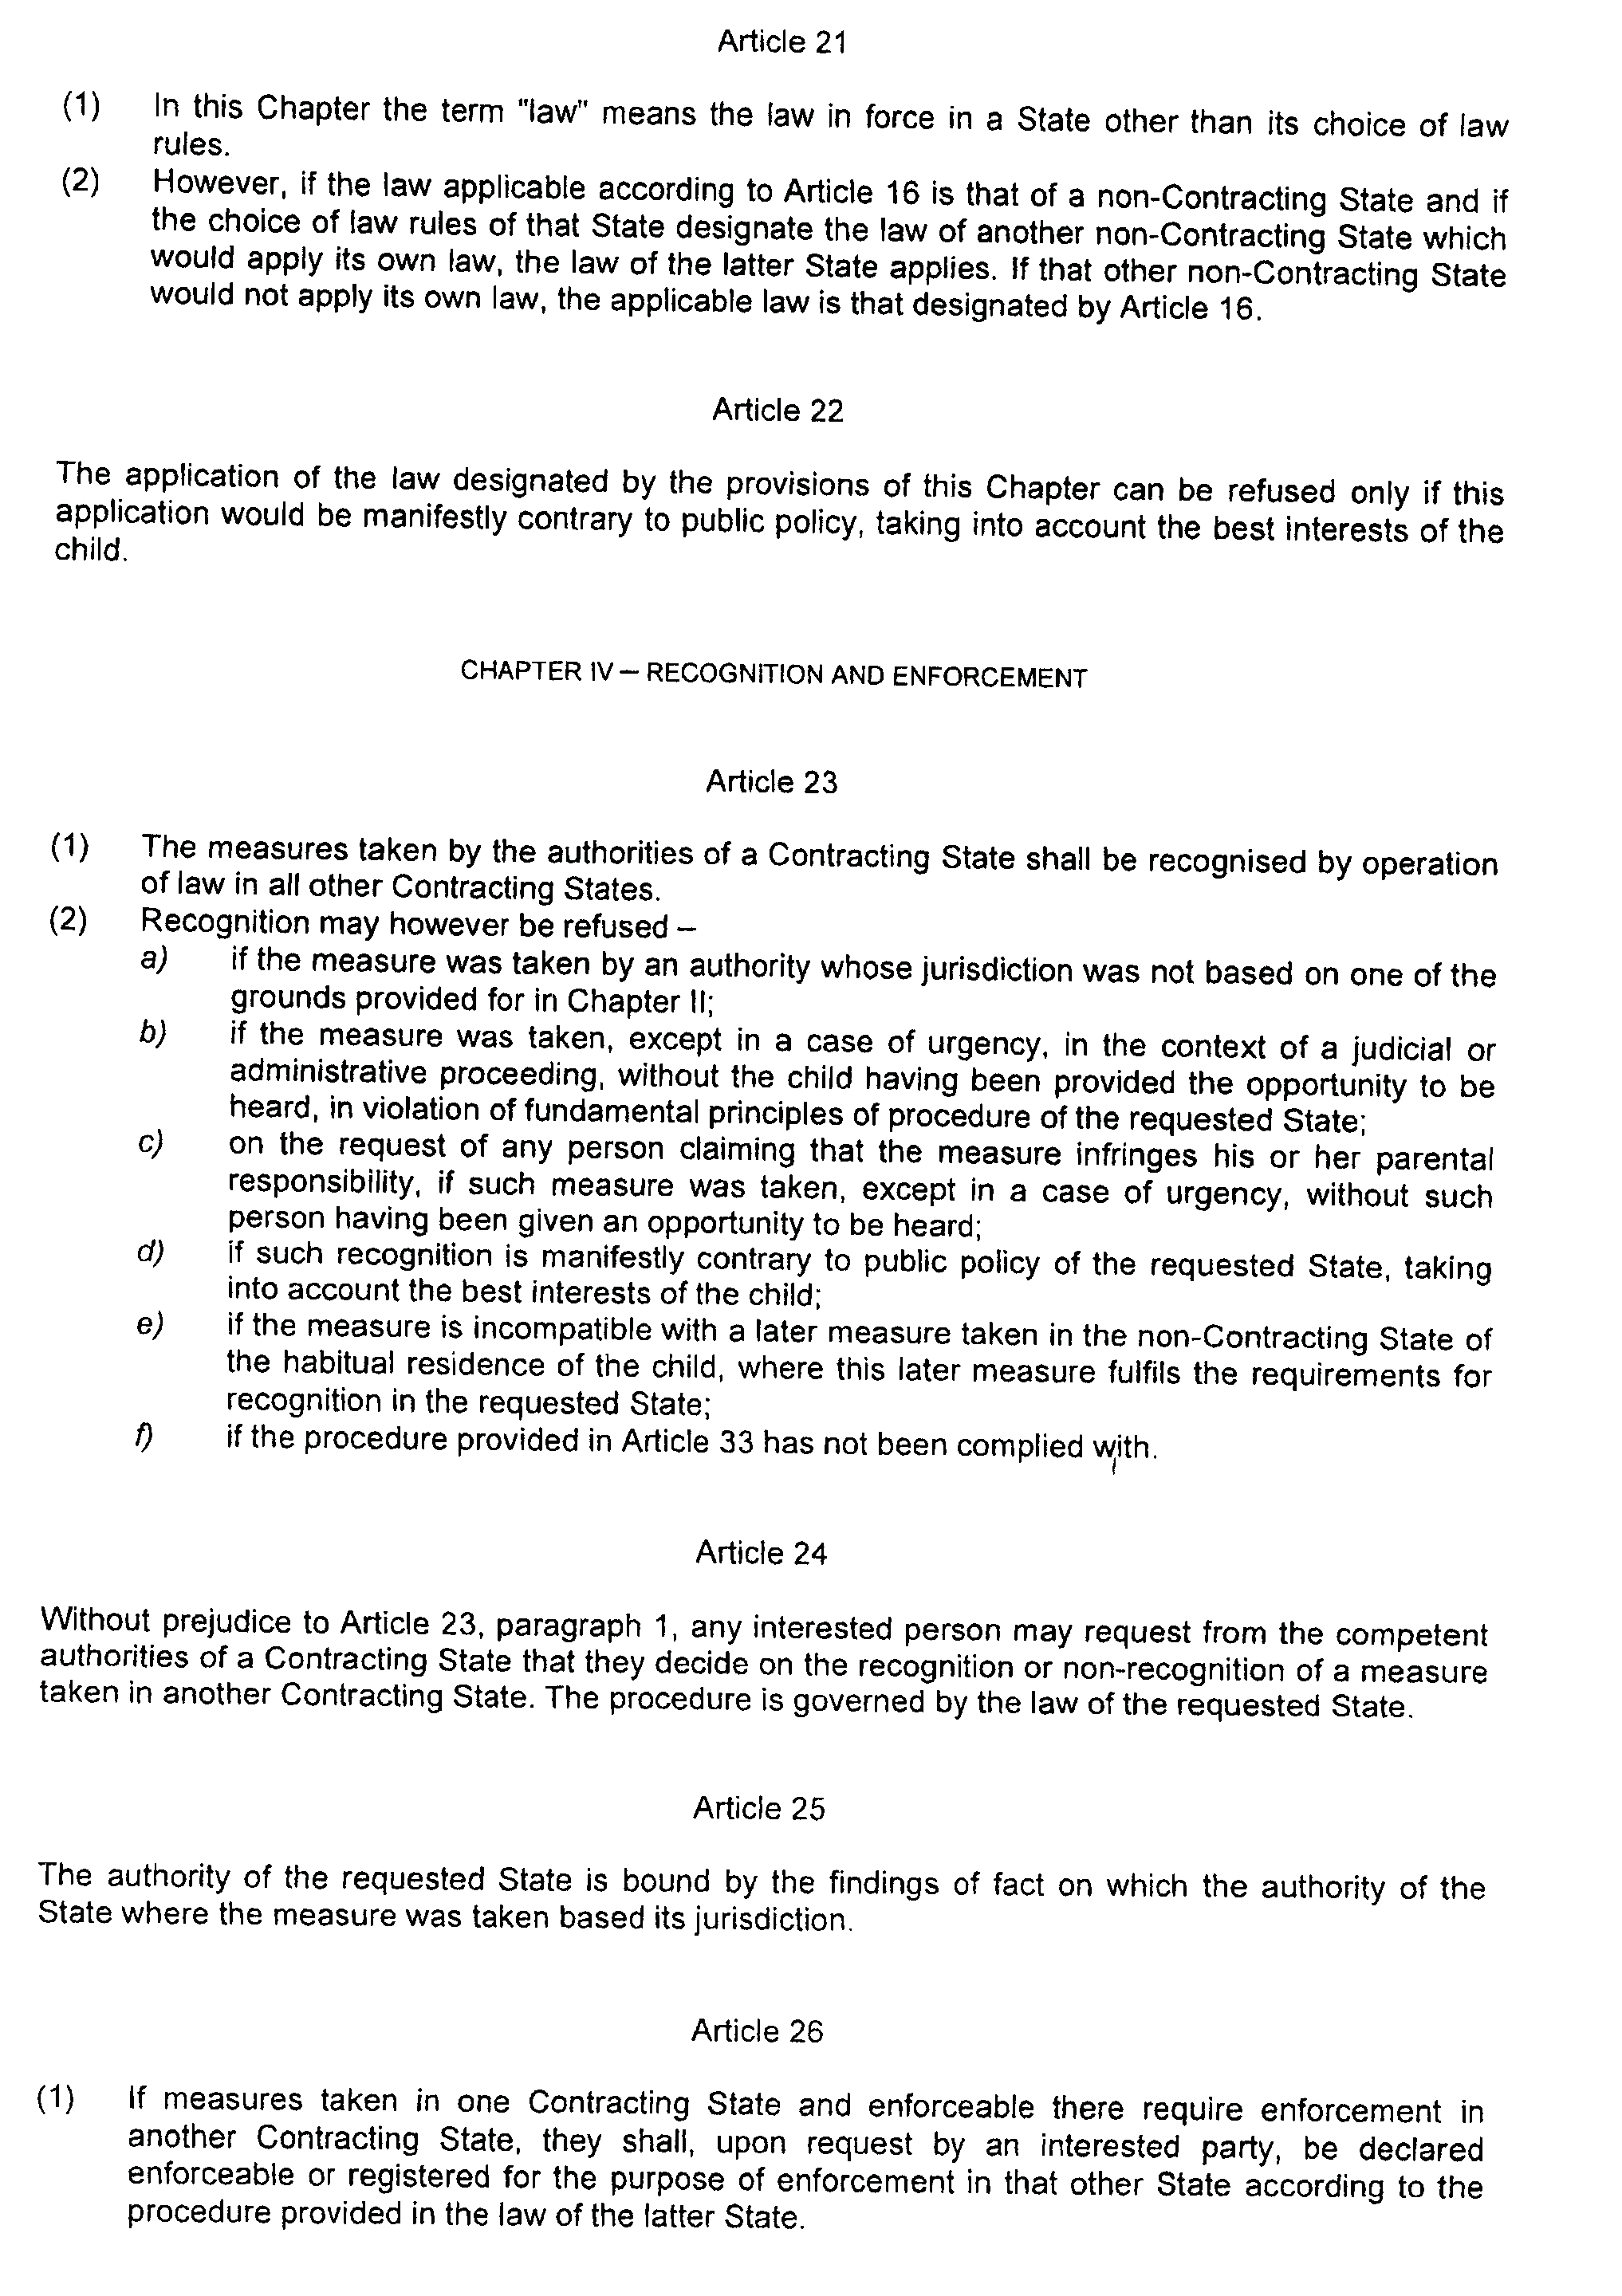 Article 21
(1) In this Chapter the term "law" means the law in force in a State other than its choice of law
rules.
(2) However, if the law applicable according to Article 16 is that of a non-Contracting State and if
the choice of law rules of that State designate the law of another non-Contracting State which
would apply its own law, the law of the latter State applies. If that other non-Contracting State
would not apply its own law, the applicable law is that designated by Article 16.
Article 22
The application of the law designated by the provisions of this Chapter can be refused only if this
application would be manifestly contrary to public policy, taking into account the best interests of the
child.
CHAPTER IV – RECOGNITION AND ENFORCEMENT
Article 23
(1) The measures taken by the authorities of a Contracting State shall be recognised by operation
of law in all other Contracting States.
(2) Recognition may however be refused –
a) if the measure was taken by an authority whose jurisdiction was not based on one of the
grounds provided for in Chapter II;
b) if the measure was taken, except in a case of urgency, in the context of a judicial or
administrative proceeding, without the child having been provided the opportunity to be
heard, in violation of fundamental principles of procedure of the requested State;
c) on the request of any person claiming that the measure infringes his or her parental
responsibility, if such measure was taken, except in a case of urgency, without such
person having been given an opportunity to be heard;
d) if such recognition is manifestly contrary to public policy of the requested State, taking
into account the best interests of the child;
e) if the measure is incompatible with a later measure taken in the non-Contracting State of
the habitual residence of the child, where this later measure fulfils the requirements for
recognition in the requested State;
f) if the procedure provided in Article 33 has not been complied with.
Article 24
Without prejudice to Article 23, paragraph 1, any interested person may request from the competent
authorities of a Contracting State that they decide on the recognition or non-recognition of a measure
taken in another Contracting State. The procedure is governed by the law of the requested State.
Article 25
The authority of the requested State is bound by the findings of fact on which the authority of the
State where the measure was taken based its jurisdiction.
Article 26
(1) If measures taken in one Contracting State and enforceable there require enforcement in
another Contracting State, they shall, upon request by an interested party, be declared
enforceable or registered for the purpose of enforcement in that other State according to the
procedure provided in the law of the latter State.